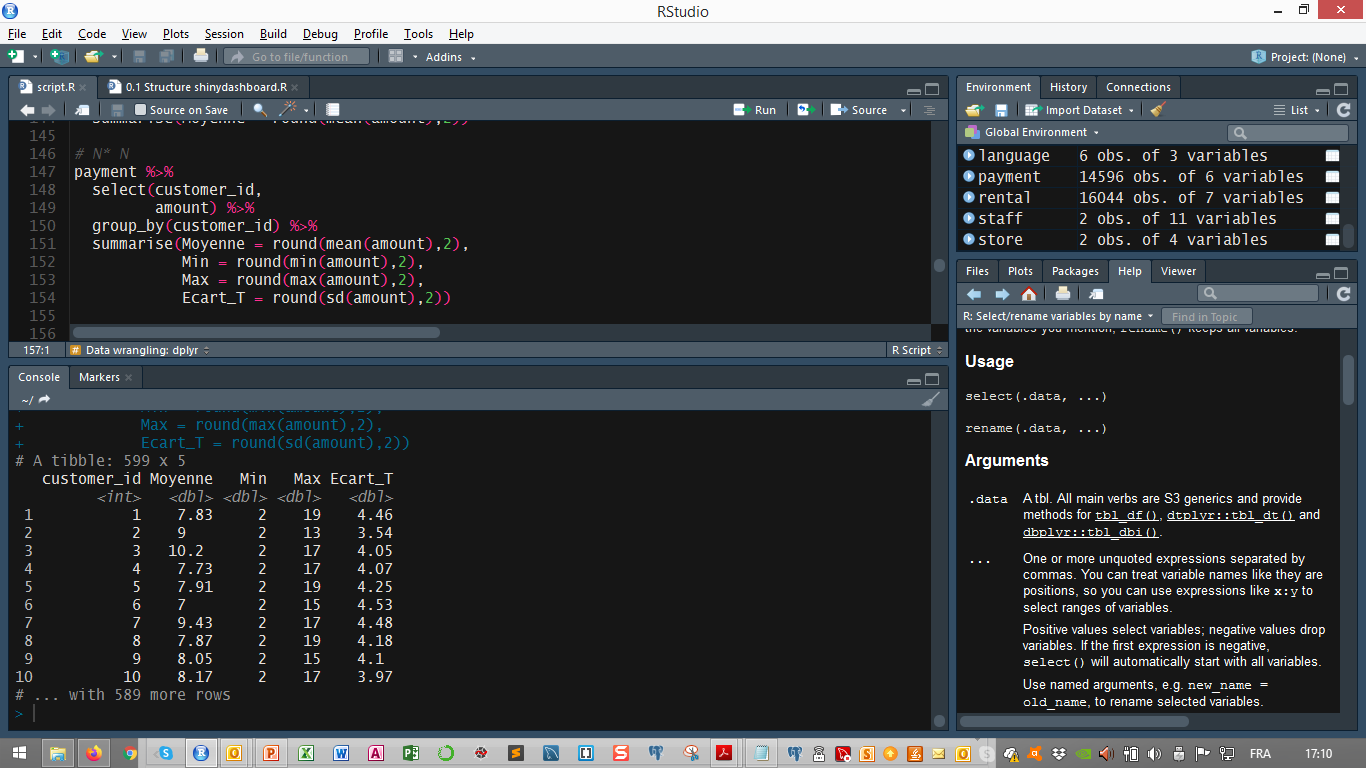 RStudio
File Edit Code View Plots Session Build Debug Profile Tools Help
Go to file/function Addins Project: (None)
script.R 0.1 Structure shinydashboard.R
Source on Save Run Source
145
146 # N* N
147 payment %>%
148 select(customer_id,
149 amount) %>%
150 group_by(customer_id) %>%
151 summarise(Moyenne = round(mean(amount),2),
152 Min = round(min(amount),2),
153 Max = round(max(amount),2),
154 Ecart_T = round(sd(amount),2))
155
156
157:1 # Data wrangling: dplyr R Script
Console Markers
~/
+ Max = round(max(amount),2),
+ Ecart_T = round(sd(amount),2))
# A tibble: 599 x 5
customer_id Moyenne Min Max Ecart_T
<int> <dbl> <dbl> <dbl> <dbl>
1 1 7.83 2 19 4.46
2 2 9 2 13 3.54
3 3 10.2 2 17 4.05
4 4 7.73 2 17 4.07
5 5 7.91 2 19 4.25
6 6 7 2 15 4.53
7 7 9.43 2 17 4.48
8 8 7.87 2 19 4.18
9 9 8.05 2 15 4.1
10 10 8.17 2 17 3.97
# ... with 589 more rows
>
Environment History Connections
Import Dataset List
Global Environment
language 6 obs. of 3 variables
payment 14596 obs. of 6 variables
rental 16044 obs. of 7 variables
staff 2 obs. of 11 variables
store 2 obs. of 4 variables
Files Plots Packages Help Viewer
R: Select/rename variables by name Find in Topic
the variables you mention; rename() keeps all variables.
Usage
select(.data, ...)
rename(.data, ...)
Arguments
.data A tbl. All main verbs are S3 generics and provide
methods for tbl_df(), dtplyr::tbl_dt() and
dbplyr::tbl_dbi().
... One or more unquoted expressions separated by
commas. You can treat variable names like they are
positions, so you can use expressions like x:y to
select ranges of variables.
Positive values select variables; negative values drop
variables. If the first expression is negative,
select() will automatically start with all variables.
Use named arguments, e.g. new_name =
old_name, to rename selected variables.
FRA 17:10